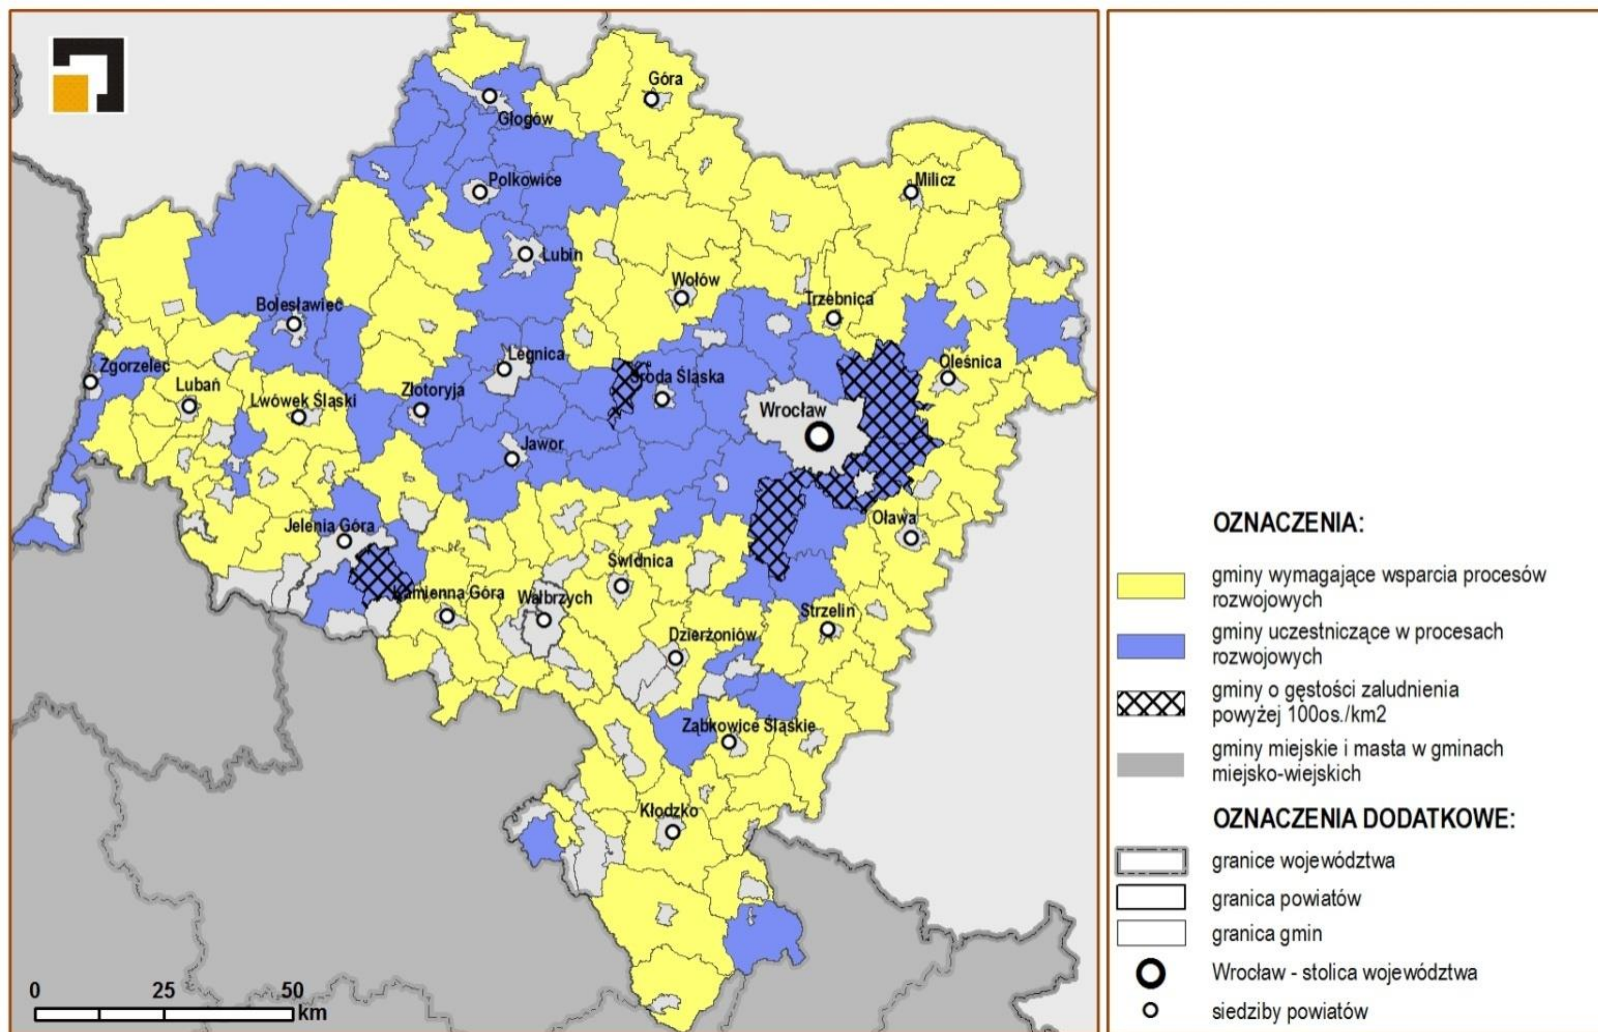 Góra
Głogów
Milicz
Polkowice
Lubin
Wołów
Trzebnica
Bolesławiec
Legnica
Oleśnica
Zgorzelec
Lubań
Środa Śląska
Złotoryja
Lwówek Śląski
Wrocław
Jawor
Oława
Jelenia Góra
Świdnica
Kamienna Góra
Wałbrzych
Strzelin
Dzierżoniów
Ząbkowice Śląskie
Kłodzko
0 25 50
km
OZNACZENIA:
gminy wymagające wsparcia procesów
rozwojowych
gminy uczestniczące w procesach
rozwojowych
gminy o gęstości zaludnienia
powyżej 100os./km2
gminy miejskie i masta w gminach
miejsko-wiejskich
OZNACZENIA DODATKOWE:
granice województwa
granica powiatów
granica gmin
Wrocław - stolica województwa
siedziby powiatów